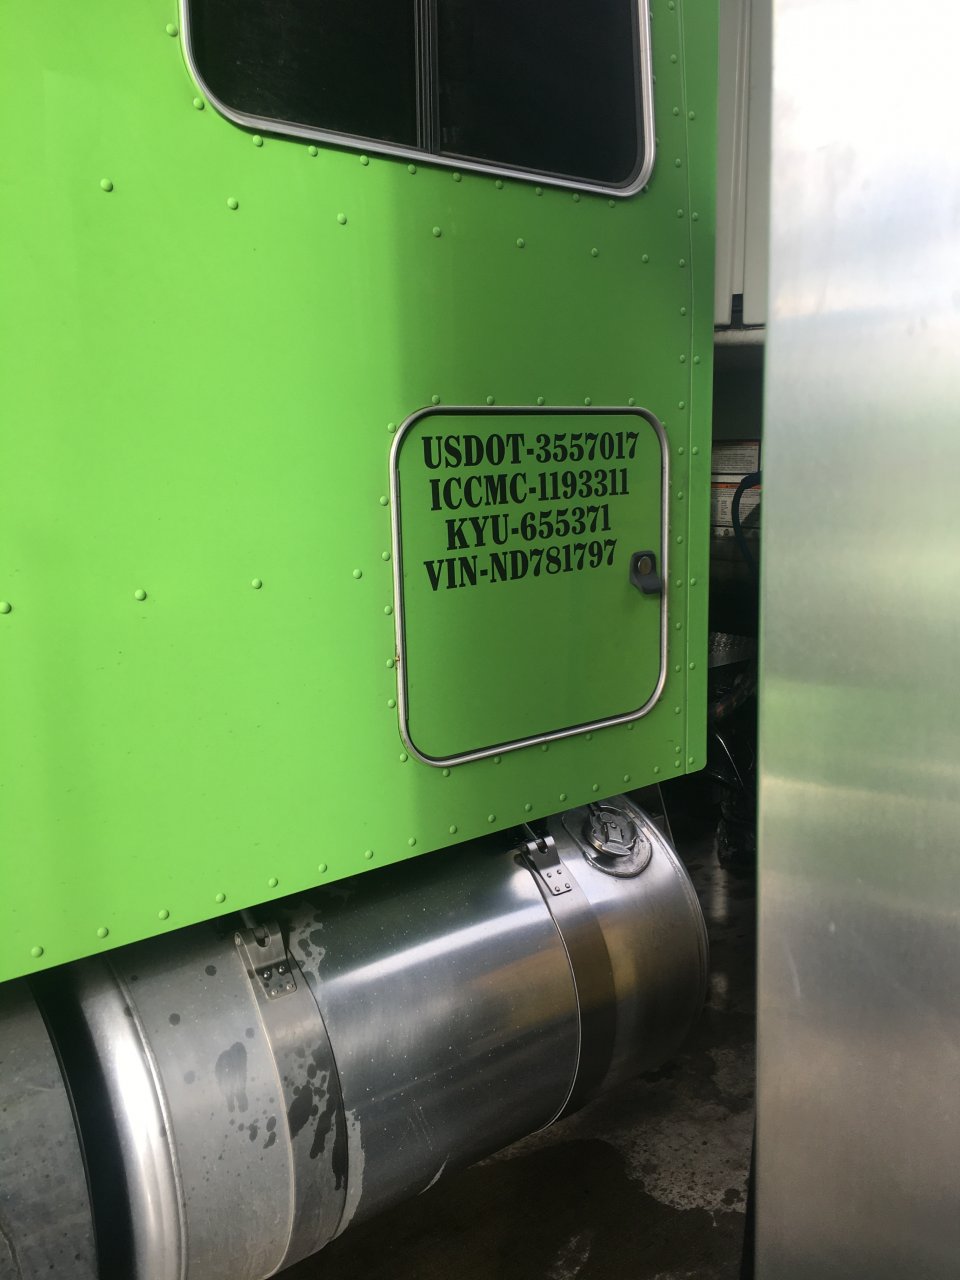 USDOT-3557017
ICCMC-1193311
KYU-655371
VIN-ND781797